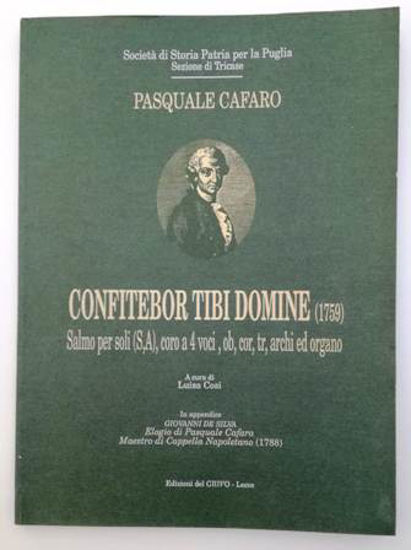 Società di Storia Patria per la Puglia
Sezione di Tricase
PASQUALE CAFARO
CONFITEBOR TIBI DOMINE (1759)
Salmo per soli (S,A), coro a 4 voci , ob, cor, tr, archi ed organo
A cura di
Luisa Cosi
In appendice
GIOVANNI DE SILVA
Elogio di Pasquale Cafaro
Maestro di Cappella Napoletano (1788)
Edizioni del GRIFO - Lecce